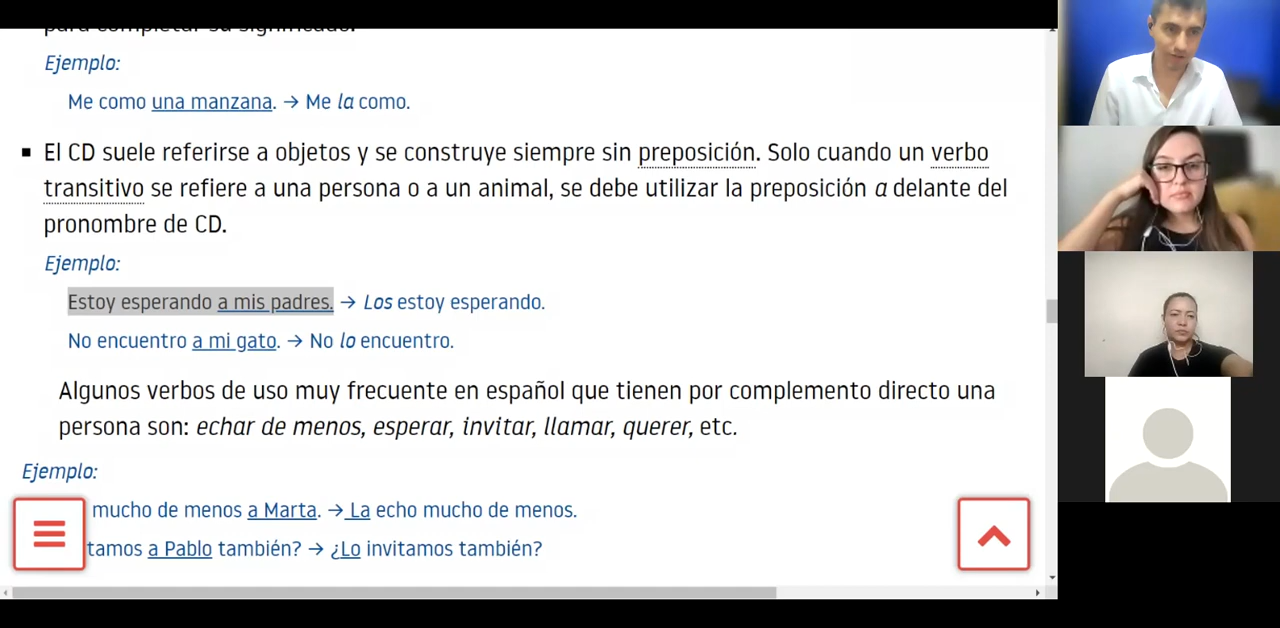 para completar su significado.
Ejemplo:
Me como una manzana. → Me la como.
▪ El CD suele referirse a objetos y se construye siempre sin preposición. Solo cuando un verbo
transitivo se refiere a una persona o a un animal, se debe utilizar la preposición a delante del
pronombre de CD.
Ejemplo:
Estoy esperando a mis padres. → Los estoy esperando.
No encuentro a mi gato. → No lo encuentro.
Algunos verbos de uso muy frecuente en español que tienen por complemento directo una
persona son: echar de menos, esperar, invitar, llamar, querer, etc.
Ejemplo:
mucho de menos a Marta. → La echo mucho de menos.
tamos a Pablo también? → ¿Lo invitamos también?